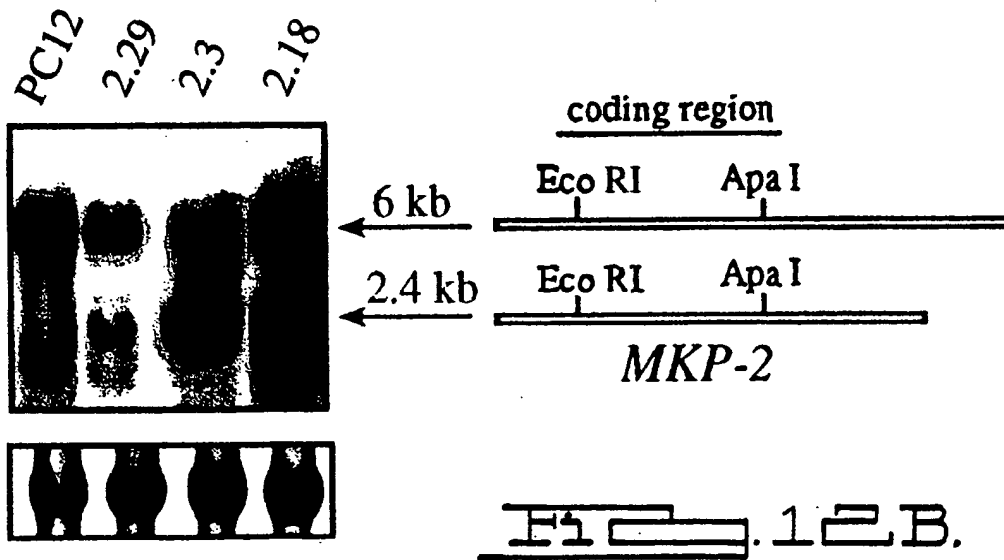 PC12 2.29 2.3 2.18
coding region
Eco RI Apa I
6 kb
Eco RI Apa I
2.4 kb
MKP-2
Fig. 12B.